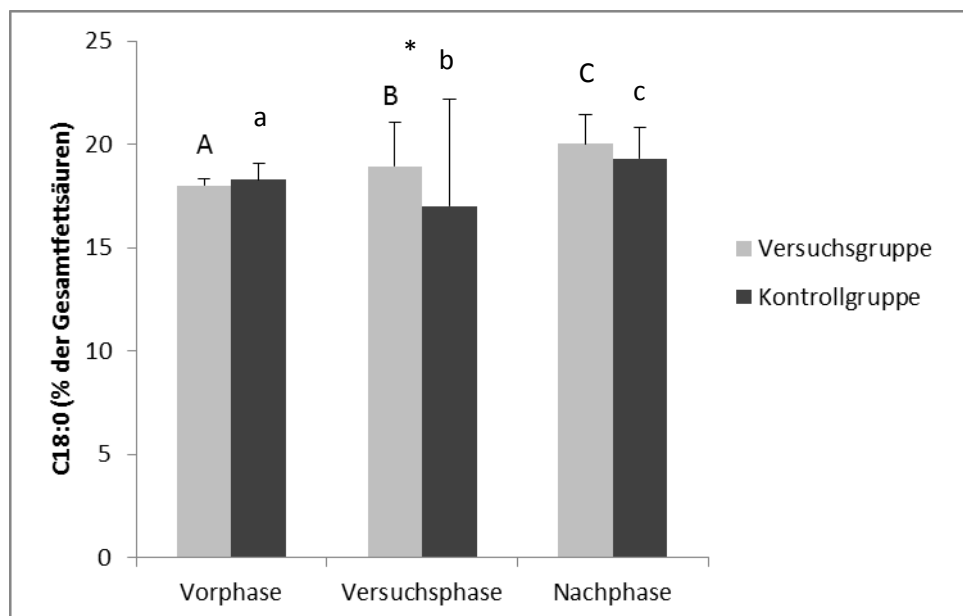 C18:0 (% der Gesamtfettsäuren)
25
20
15
10
5
0
A
a
*
B
b
C
c
Vorphase
Versuchsphase
Nachphase
Versuchsgruppe
Kontrollgruppe